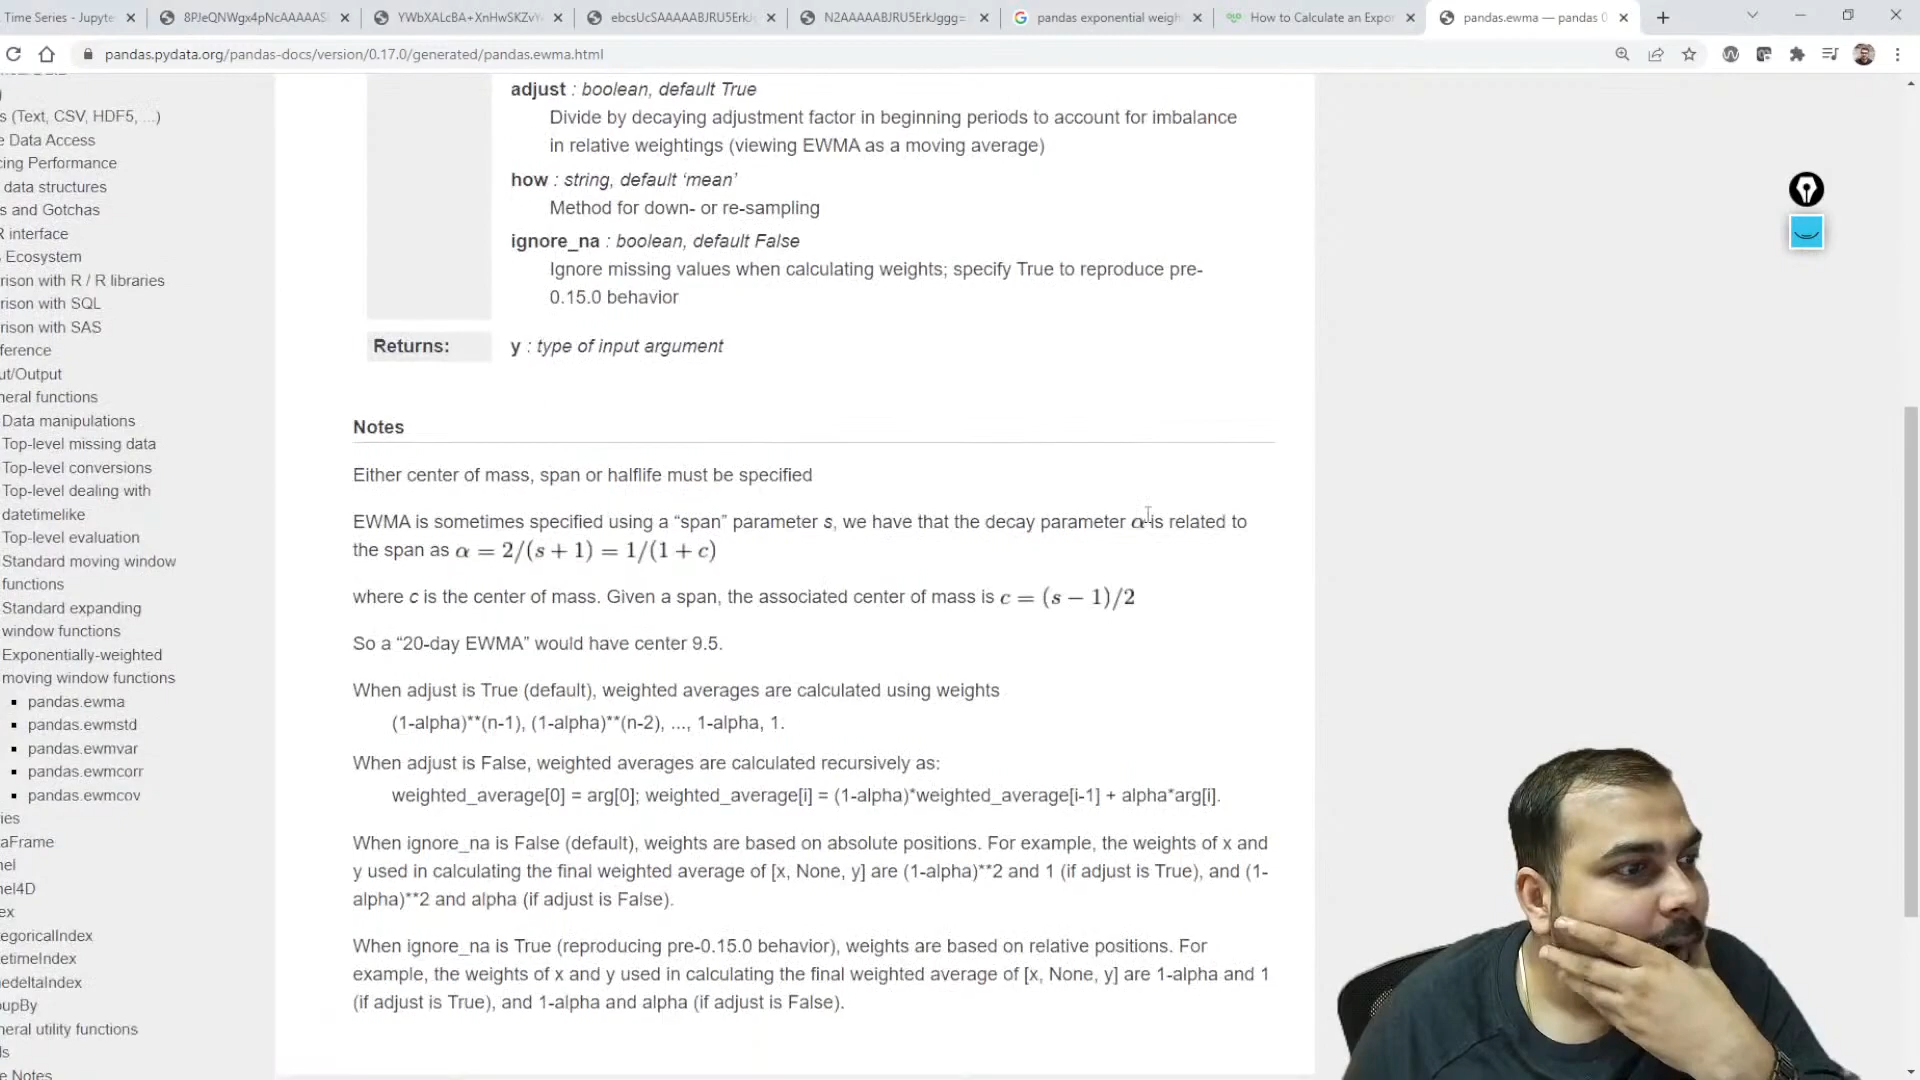 Time Series - Jupyte
8PJeQNWgx4pNcAAAAAS
YWbXALcBA+XnHwSKZvY
ebcsUcSAAAAABJRU5ErkJg
N2AAAAABJRU5ErkJggg=
pandas exponential weigh
How to Calculate an Expor
pandas.ewma — pandas 0
pandas.pydata.org/pandas-docs/version/0.17.0/generated/pandas.ewma.html
)
s (Text, CSV, HDF5, ...)
e Data Access
cing Performance
data structures
s and Gotchas
R interface
Ecosystem
rison with R / R libraries
rison with SQL
rison with SAS
ference
ut/Output
neral functions
Data manipulations
Top-level missing data
Top-level conversions
Top-level dealing with
datetimelike
Top-level evaluation
Standard moving window
functions
Standard expanding
window functions
Exponentially-weighted
moving window functions
pandas.ewma
pandas.ewmstd
pandas.ewmvar
pandas.ewmcorr
pandas.ewmcov
ries
taFrame
nel
nel4D
ex
tegoricalIndex
tetimeIndex
nedeltaIndex
oupBy
neral utility functions
ls
e Notes
adjust : boolean, default True
Divide by decaying adjustment factor in beginning periods to account for imbalance
in relative weightings (viewing EWMA as a moving average)
how : string, default ‘mean’
Method for down- or re-sampling
ignore_na : boolean, default False
Ignore missing values when calculating weights; specify True to reproduce pre-
0.15.0 behavior
Returns: y : type of input argument
Notes
Either center of mass, span or halflife must be specified
EWMA is sometimes specified using a “span” parameter s, we have that the decay parameter α is related to
the span as α = 2/(s + 1) = 1/(1 + c)
where c is the center of mass. Given a span, the associated center of mass is c = (s − 1)/2
So a “20-day EWMA” would have center 9.5.
When adjust is True (default), weighted averages are calculated using weights
(1-alpha)**(n-1), (1-alpha)**(n-2), ..., 1-alpha, 1.
When adjust is False, weighted averages are calculated recursively as:
weighted_average[0] = arg[0]; weighted_average[i] = (1-alpha)*weighted_average[i-1] + alpha*arg[i].
When ignore_na is False (default), weights are based on absolute positions. For example, the weights of x and
y used in calculating the final weighted average of [x, None, y] are (1-alpha)**2 and 1 (if adjust is True), and (1-
alpha)**2 and alpha (if adjust is False).
When ignore_na is True (reproducing pre-0.15.0 behavior), weights are based on relative positions. For
example, the weights of x and y used in calculating the final weighted average of [x, None, y] are 1-alpha and 1
(if adjust is True), and 1-alpha and alpha (if adjust is False).